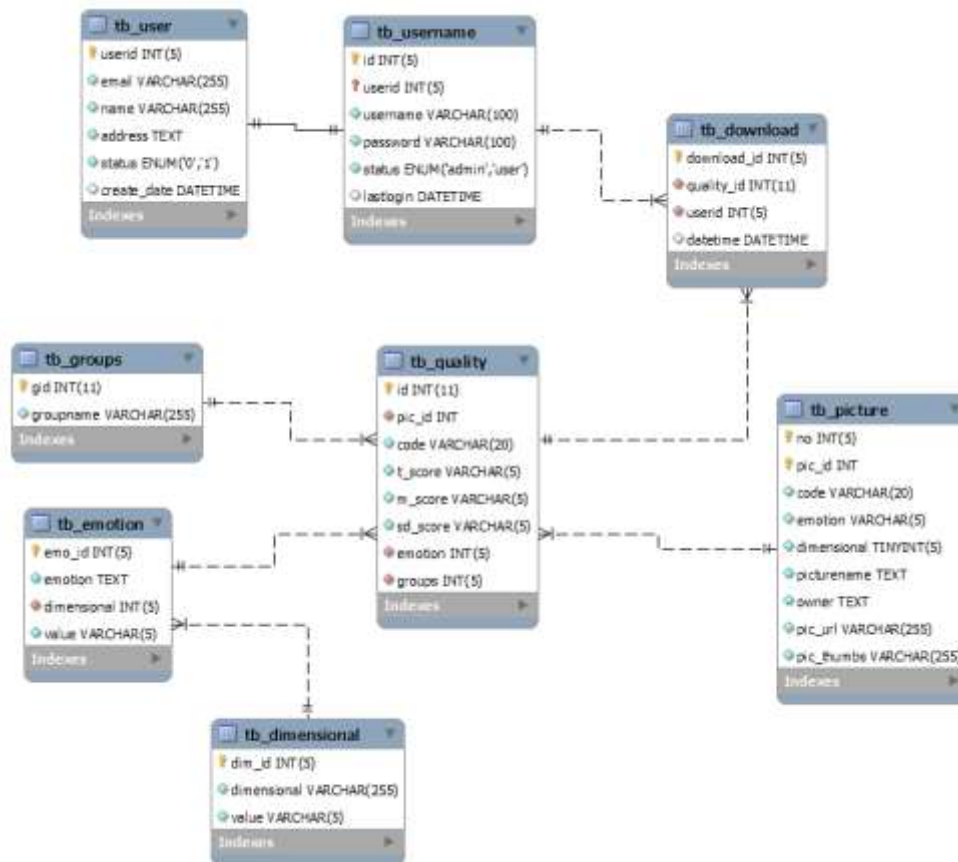 tb_user
userid INT(5)
email VARCHAR(255)
name VARCHAR(255)
address TEXT
status ENUM('0','1')
create_date DATETIME
Indexes
tb_username
id INT(5)
userid INT(5)
username VARCHAR(100)
password VARCHAR(100)
status ENUM('admin','user')
lastlogin DATETIME
Indexes
tb_download
download_id INT(5)
quality_id INT(11)
userid INT(5)
datetime DATETIME
Indexes
tb_groups
gid INT(11)
groupname VARCHAR(255)
Indexes
tb_quality
id INT(11)
pic_id INT
code VARCHAR(20)
t_score VARCHAR(5)
m_score VARCHAR(5)
sd_score VARCHAR(5)
emotion INT(5)
groups INT(5)
Indexes
tb_picture
no INT(5)
pic_id INT
code VARCHAR(20)
emotion VARCHAR(5)
dimensional TINYINT(5)
picturename TEXT
owner TEXT
pic_url VARCHAR(255)
pic_thumbs VARCHAR(255)
Indexes
tb_emotion
emo_id INT(5)
emotion TEXT
dimensional INT(5)
value VARCHAR(5)
Indexes
tb_dimensional
dim_id INT(5)
dimensional VARCHAR(255)
value VARCHAR(5)
Indexes